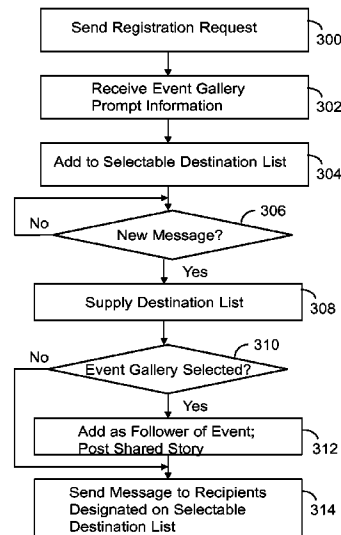 Send Registration Request
300
Receive Event Gallery
Prompt Information
302
Add to Selectable Destination List
304
306
No
New Message?
Yes
Supply Destination List
308
310
No
Event Gallery Selected?
Yes
Add as Follower of Event;
Post Shared Story
312
Send Message to Recipients
Designated on Selectable
Destination List
314